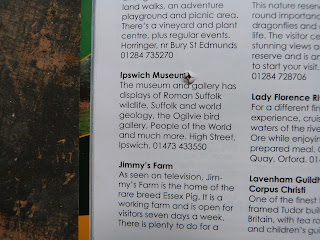 land walks, an adventure
playground and picnic area.
There's a vineyard and plant
centre, plus regular events.
Horringer, nr Bury St Edmunds
01284 735270
Ipswich Museum
The museum and gallery has
displays of Roman Suffolk
wildlife, Suffolk and world
geology, the Ogilvie bird
gallery, People of the World
and much more. High Street,
Ipswich. 01473 433550
Jimmy's Farm
As seen on television, Jim-
my's Farm is the home of the
rare breed Essex Pig. It is a
working farm and is open for
visitors seven days a week.
There is plenty to do for a
This nature reserv
round importance
dragonflies and
life. The visitor ce
stunning views a
reserve and is an
to start your visit.
01284 728706
Lady Florence Ri
For a different fin
experience, cruis
waters of the rive
Ore while enjoyin
prepared meal. 
Quay, Orford. 01
Lavenham Guildh
Corpus Christi
One of the finest
framed Tudor buil
Britain, with tea ro
and children's gui